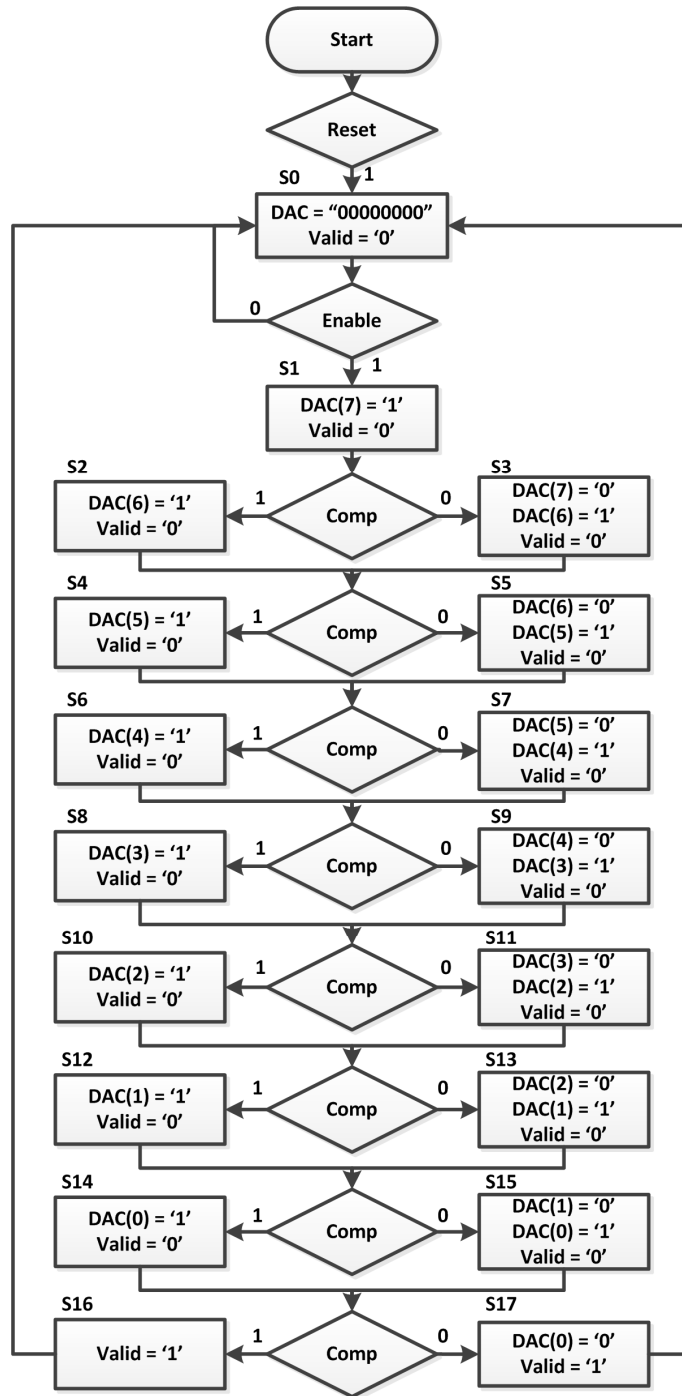 Start
Reset
1
S0
DAC = “00000000”
Valid = ‘0’
0
Enable
1
S1
DAC(7) = ‘1’
Valid = ‘0’
S2
DAC(6) = ‘1’
Valid = ‘0’
1
Comp
0
S3
DAC(7) = ‘0’
DAC(6) = ‘1’
Valid = ‘0’
S4
DAC(5) = ‘1’
Valid = ‘0’
1
Comp
0
S5
DAC(6) = ‘0’
DAC(5) = ‘1’
Valid = ‘0’
S6
DAC(4) = ‘1’
Valid = ‘0’
1
Comp
0
S7
DAC(5) = ‘0’
DAC(4) = ‘1’
Valid = ‘0’
S8
DAC(3) = ‘1’
Valid = ‘0’
1
Comp
0
S9
DAC(4) = ‘0’
DAC(3) = ‘1’
Valid = ‘0’
S10
DAC(2) = ‘1’
Valid = ‘0’
1
Comp
0
S11
DAC(3) = ‘0’
DAC(2) = ‘1’
Valid = ‘0’
S12
DAC(1) = ‘1’
Valid = ‘0’
1
Comp
0
S13
DAC(2) = ‘0’
DAC(1) = ‘1’
Valid = ‘0’
S14
DAC(0) = ‘1’
Valid = ‘0’
1
Comp
0
S15
DAC(1) = ‘0’
DAC(0) = ‘1’
Valid = ‘0’
S16
Valid = ‘1’
1
Comp
0
S17
DAC(0) = ‘0’
Valid = ‘1’